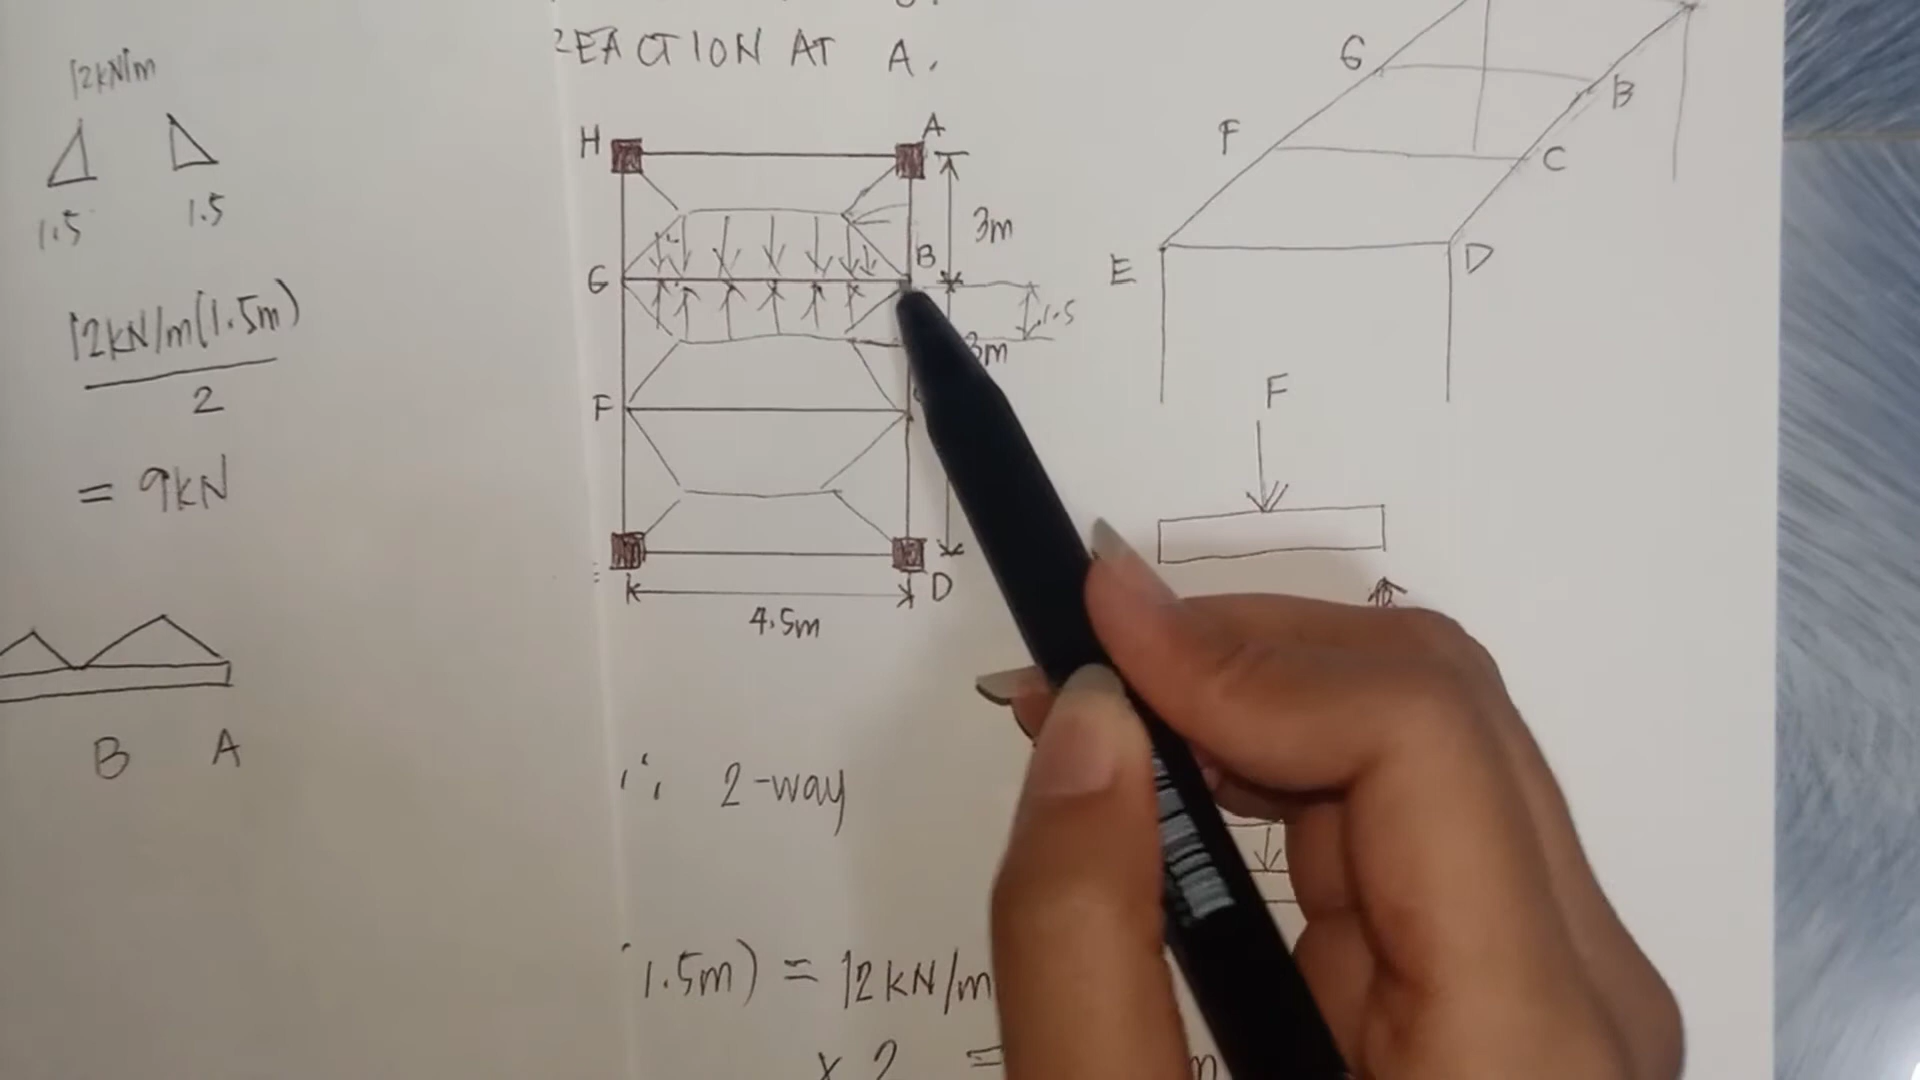 REACTION AT A.
12kN/m
1.5 1.5
12kN/m(1.5m)
2
= 9kN
B A
H A
3m
G B
1.5
3m
F
D
4.5m
∴ 2-way
1.5m) = 12kN/m
x 2 =
G
B
F
C
E D
F